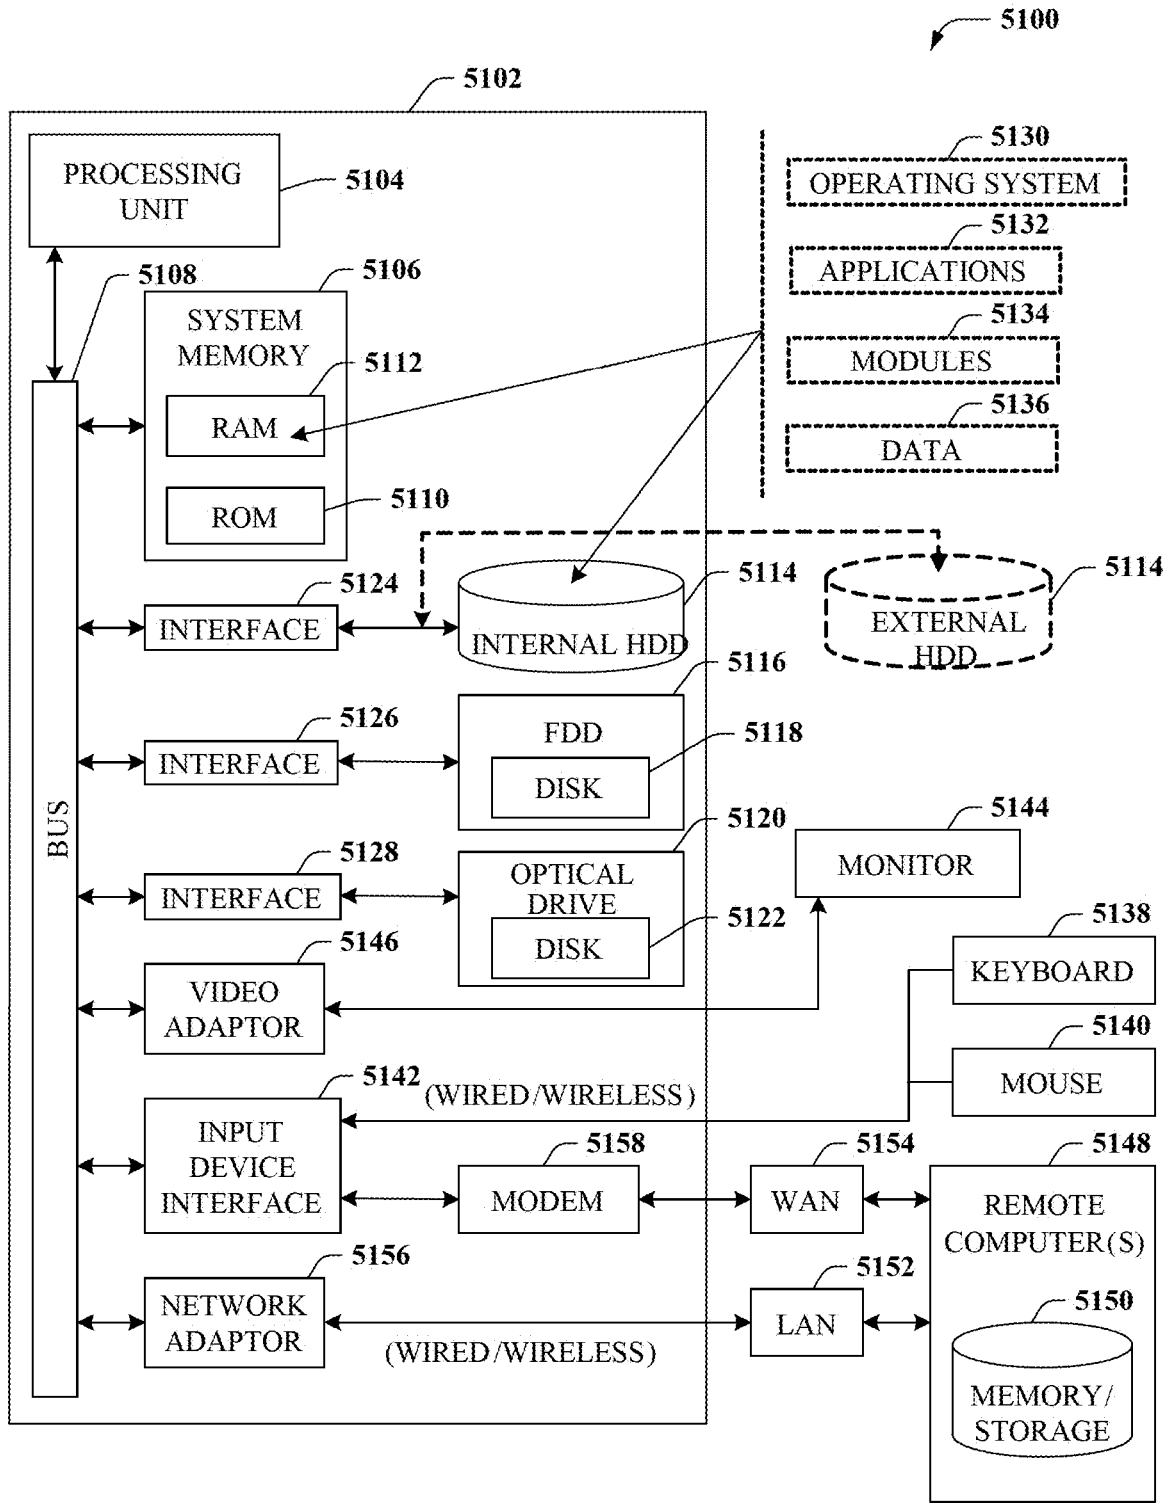 5100
5102
PROCESSING
UNIT
5104
5130
OPERATING SYSTEM
5132
APPLICATIONS
5134
MODULES
5136
DATA
5108
5106
SYSTEM
MEMORY
5112
RAM
5110
ROM
5124
INTERFACE
5114
INTERNAL HDD
5114
EXTERNAL
HDD
5126
INTERFACE
5116
FDD
5118
DISK
BUS
5128
INTERFACE
5120
OPTICAL
DRIVE
5122
DISK
5144
MONITOR
5146
VIDEO
ADAPTOR
5138
KEYBOARD
5140
MOUSE
5142
(WIRED/WIRELESS)
INPUT
DEVICE
INTERFACE
5158
MODEM
5154
WAN
5148
REMOTE
COMPUTER(S)
5156
NETWORK
ADAPTOR
(WIRED/WIRELESS)
5152
LAN
5150
MEMORY/
STORAGE